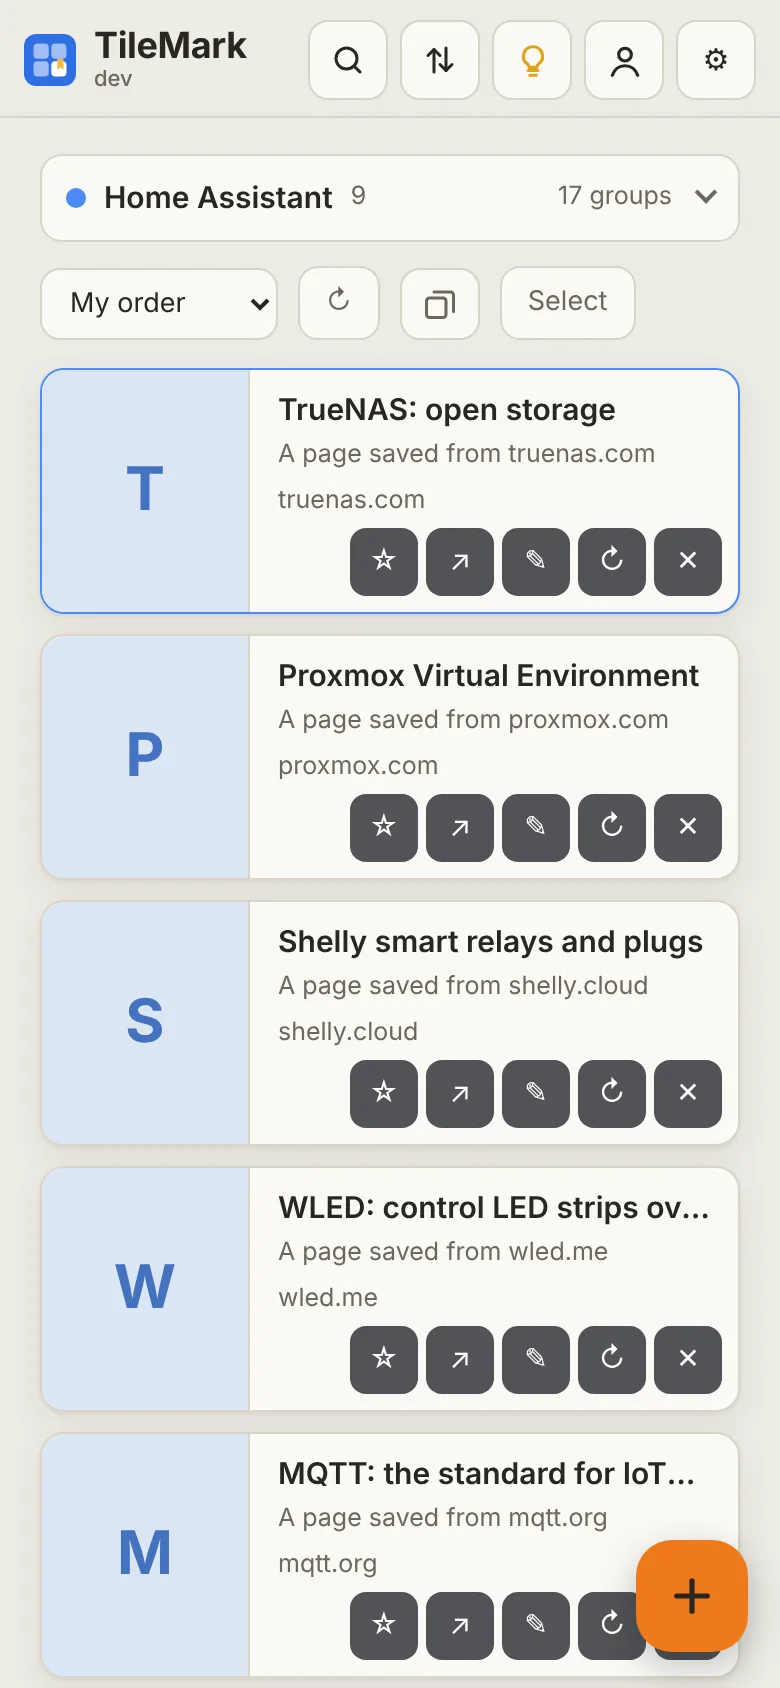 TileMark
dev
Home Assistant 9 17 groups
My order Select
T
TrueNAS: open storage
A page saved from truenas.com
truenas.com
P
Proxmox Virtual Environment
A page saved from proxmox.com
proxmox.com
S
Shelly smart relays and plugs
A page saved from shelly.cloud
shelly.cloud
W
WLED: control LED strips ov...
A page saved from wled.me
wled.me
M
MQTT: the standard for IoT...
A page saved from mqtt.org
mqtt.org